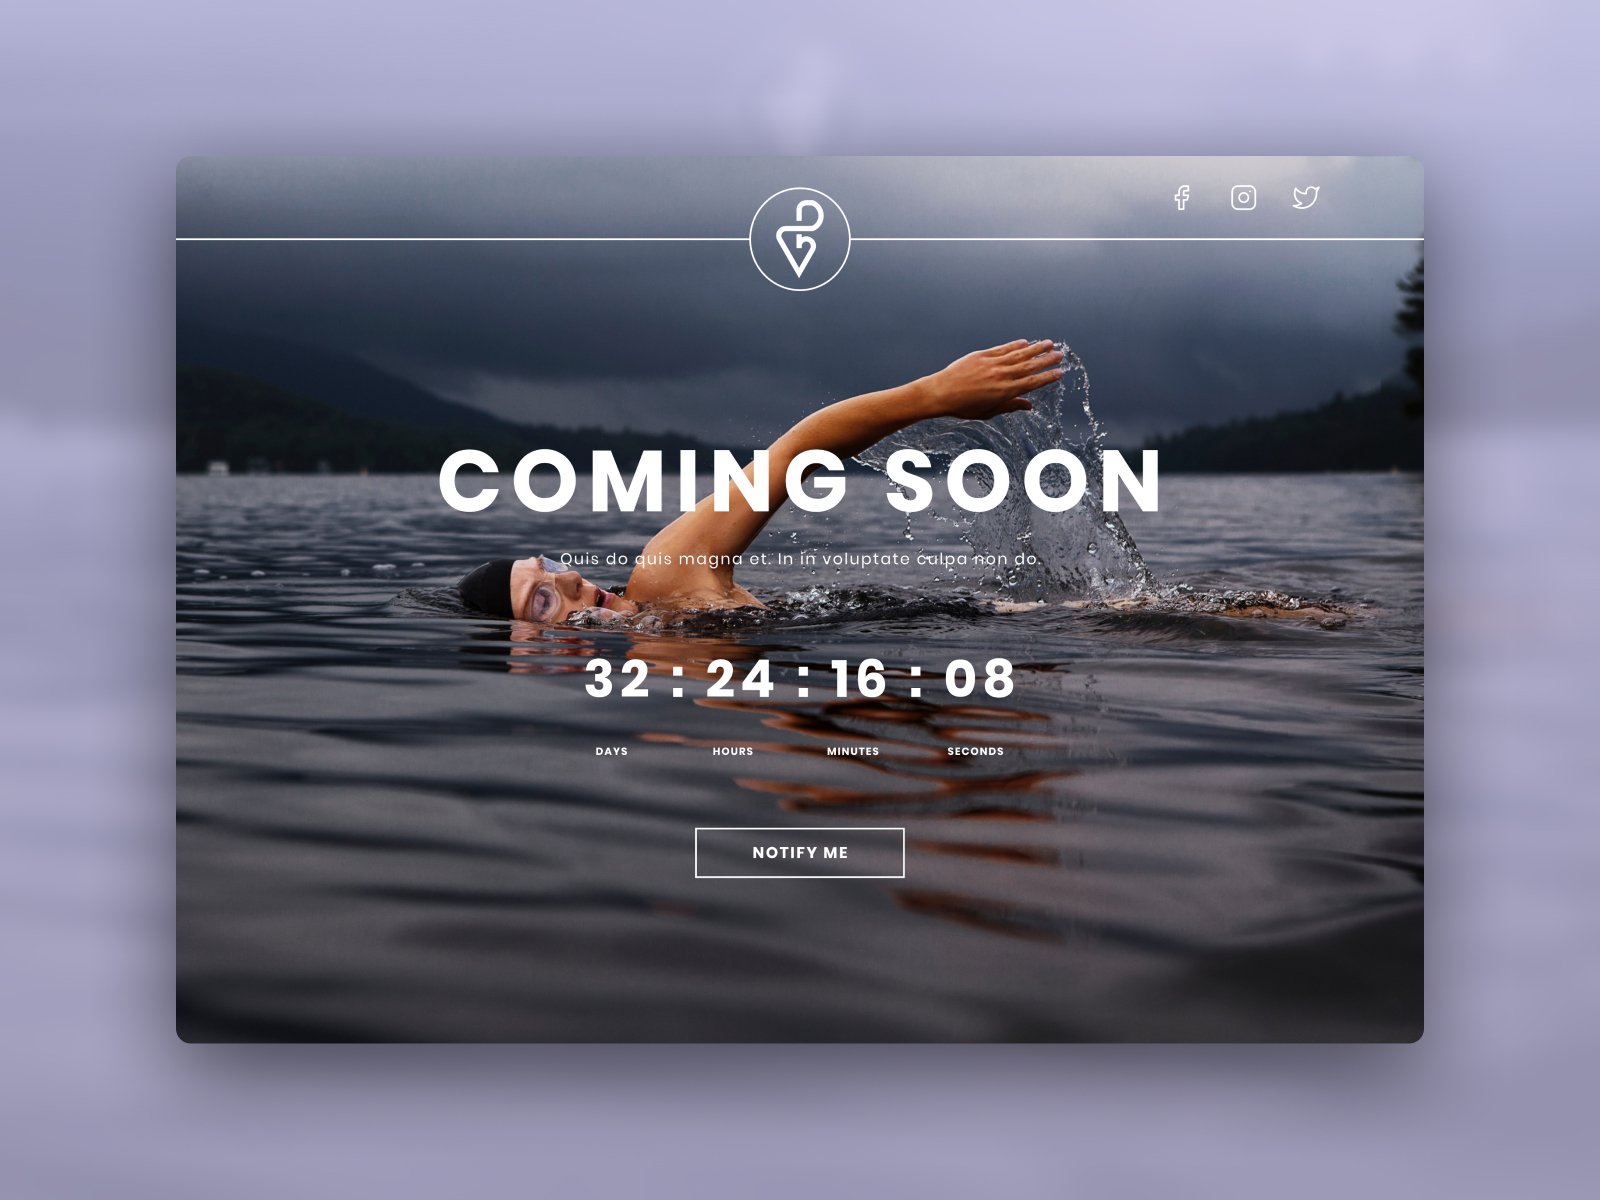 COMING SOON
Quis do quis magna et. In in voluptate culpa non do.
32 : 24 : 16 : 08
DAYS HOURS MINUTES SECONDS
NOTIFY ME